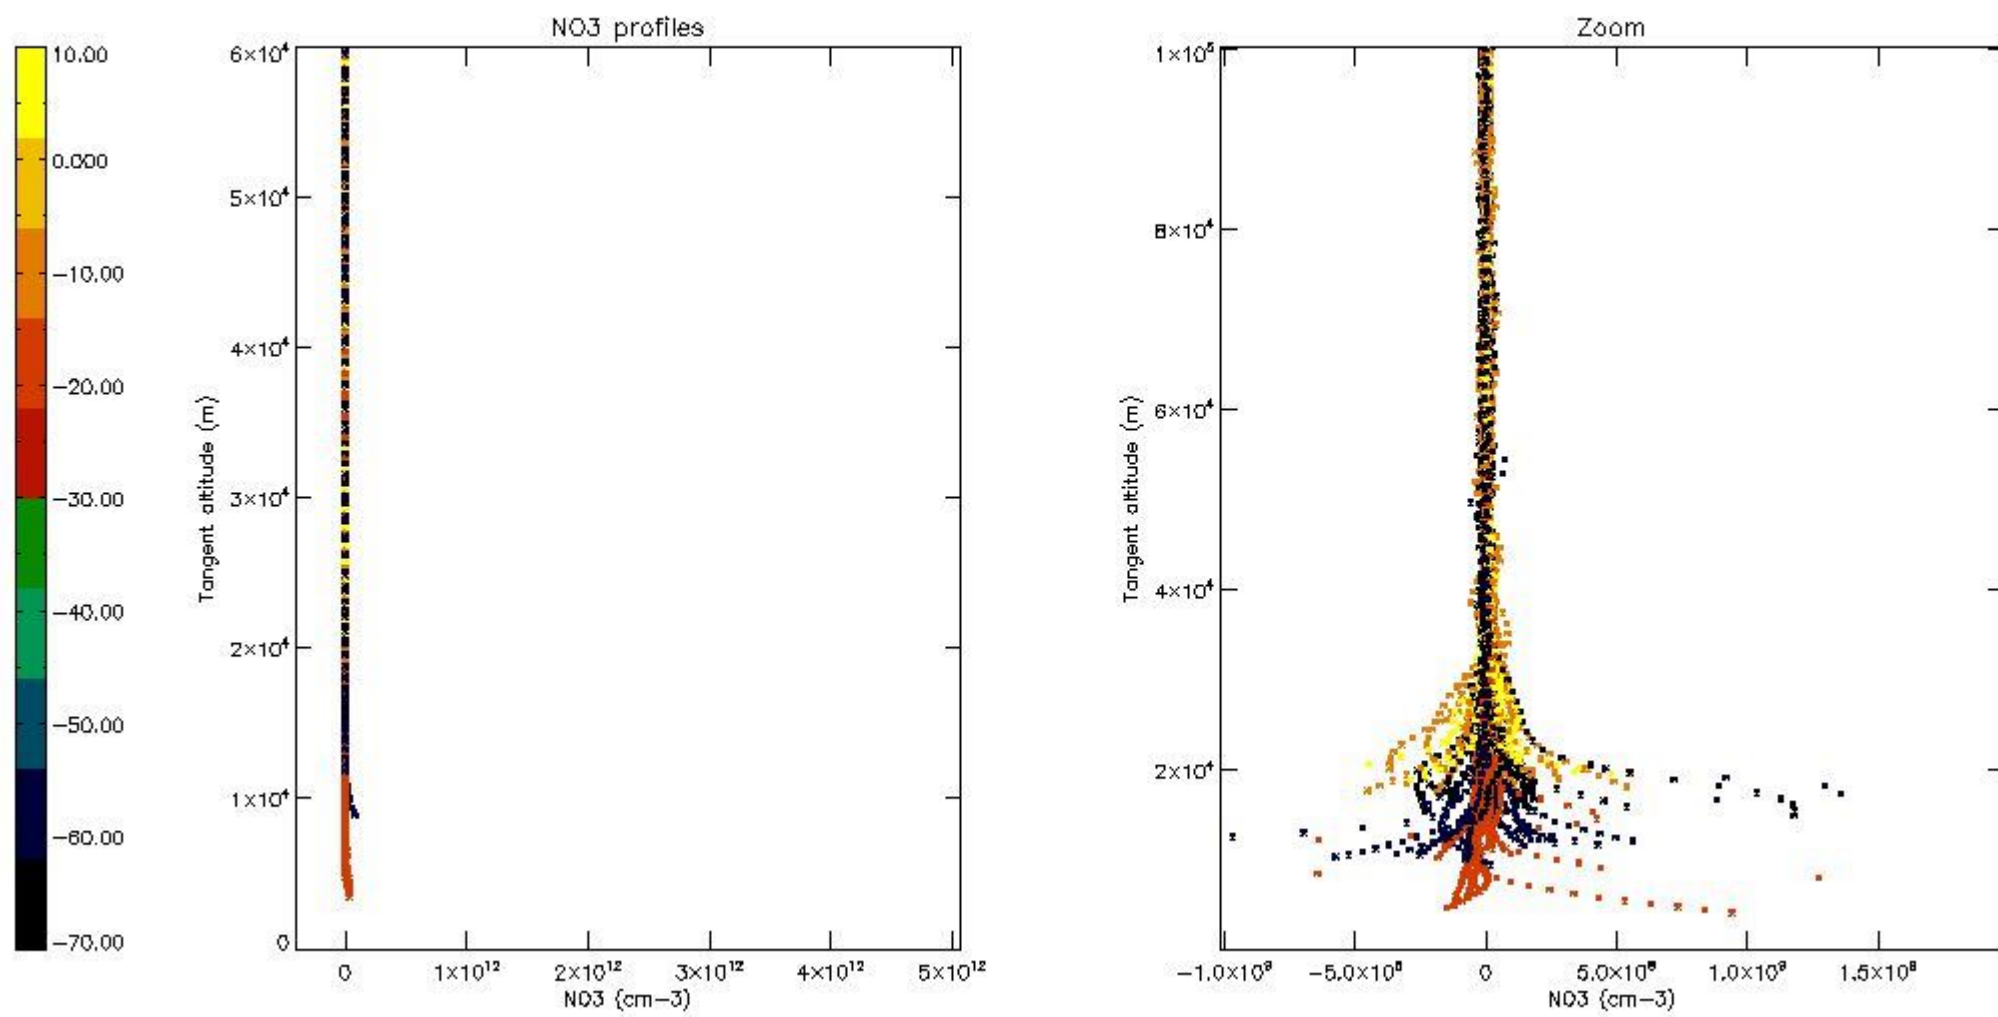 NO3 profiles
Zoom
10.00
0.000
−10.00
−20.00
−30.00
−40.00
−50.00
−60.00
−70.00
Tangent altitude (m)
6×10⁴
5×10⁴
4×10⁴
3×10⁴
2×10⁴
1×10⁴
0
0 1×10¹² 2×10¹² 3×10¹² 4×10¹² 5×10¹²
NO3 (cm−3)
Tangent altitude (m)
1×10⁵
8×10⁴
6×10⁴
4×10⁴
2×10⁴
−1.0×10⁹ −5.0×10⁸ 0 5.0×10⁸ 1.0×10⁹ 1.5×10⁹
NO3 (cm−3)